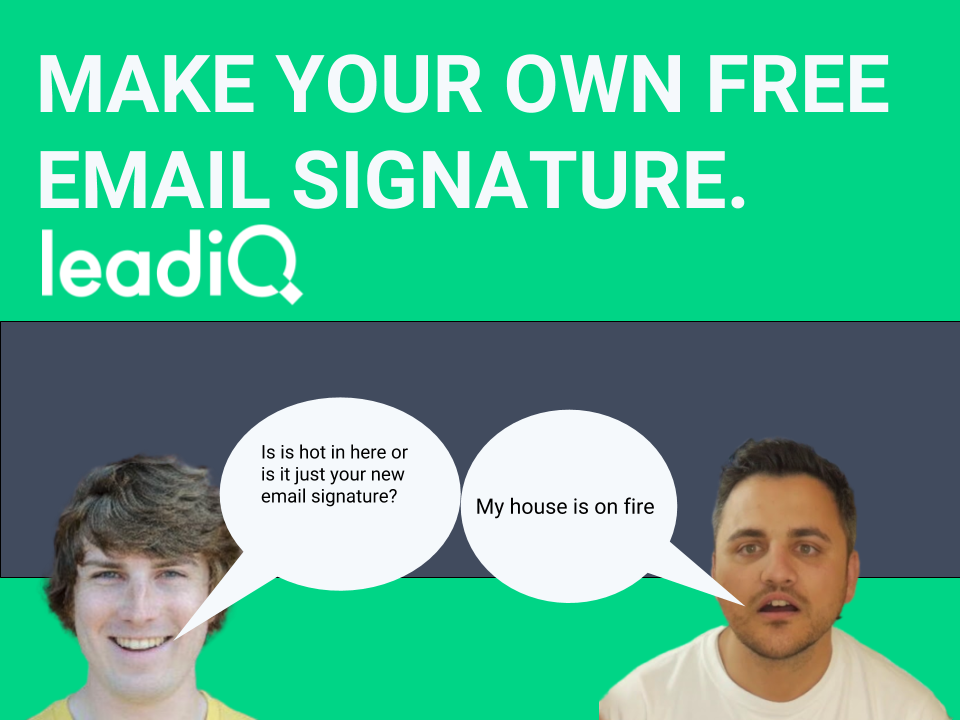 MAKE YOUR OWN FREE
EMAIL SIGNATURE.
leadiQ
Is is hot in here or
is it just your new
email signature?
My house is on fire